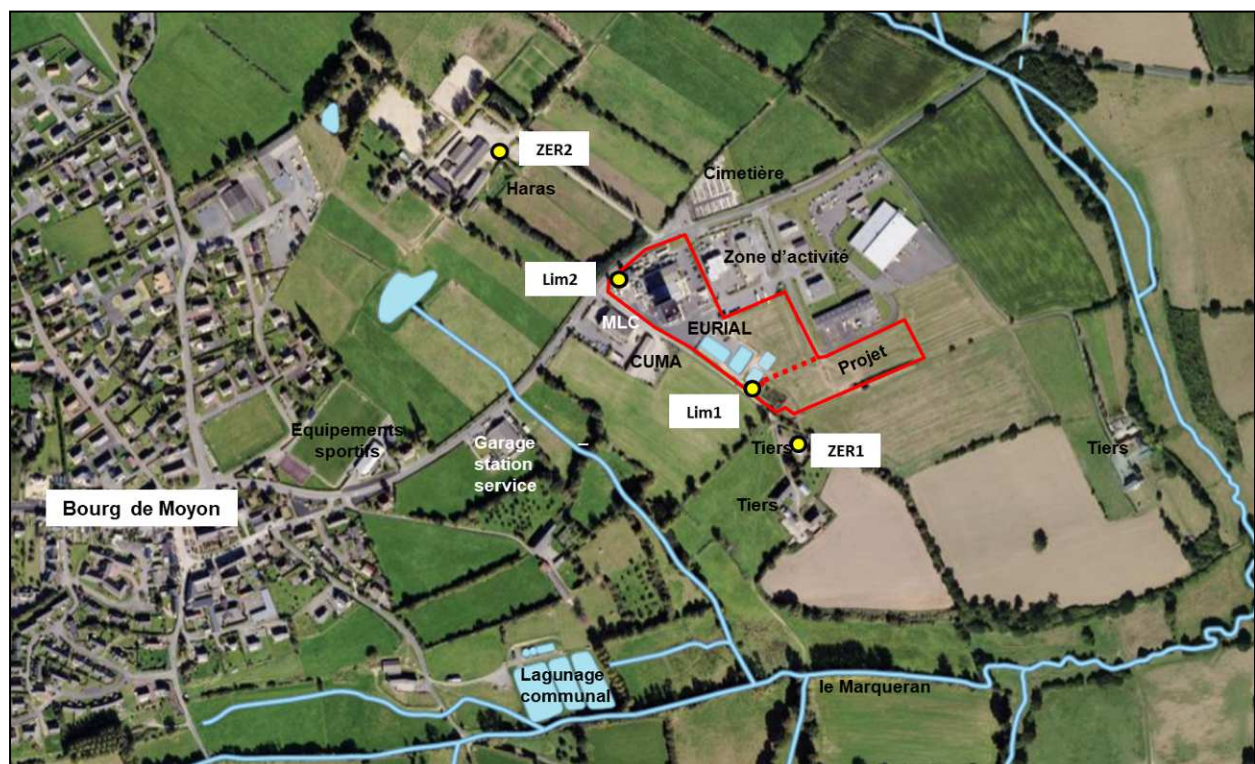 ZER2
Haras
Cimetière
Lim2
Zone d'activité
MLC
EURIAL
CUMA
Projet
Lim1
Equipements
sportifs
Garage
station
service
Tiers
ZER1
Tiers
Tiers
Bourg de Moyon
Lagunage
communal
le Marqueran